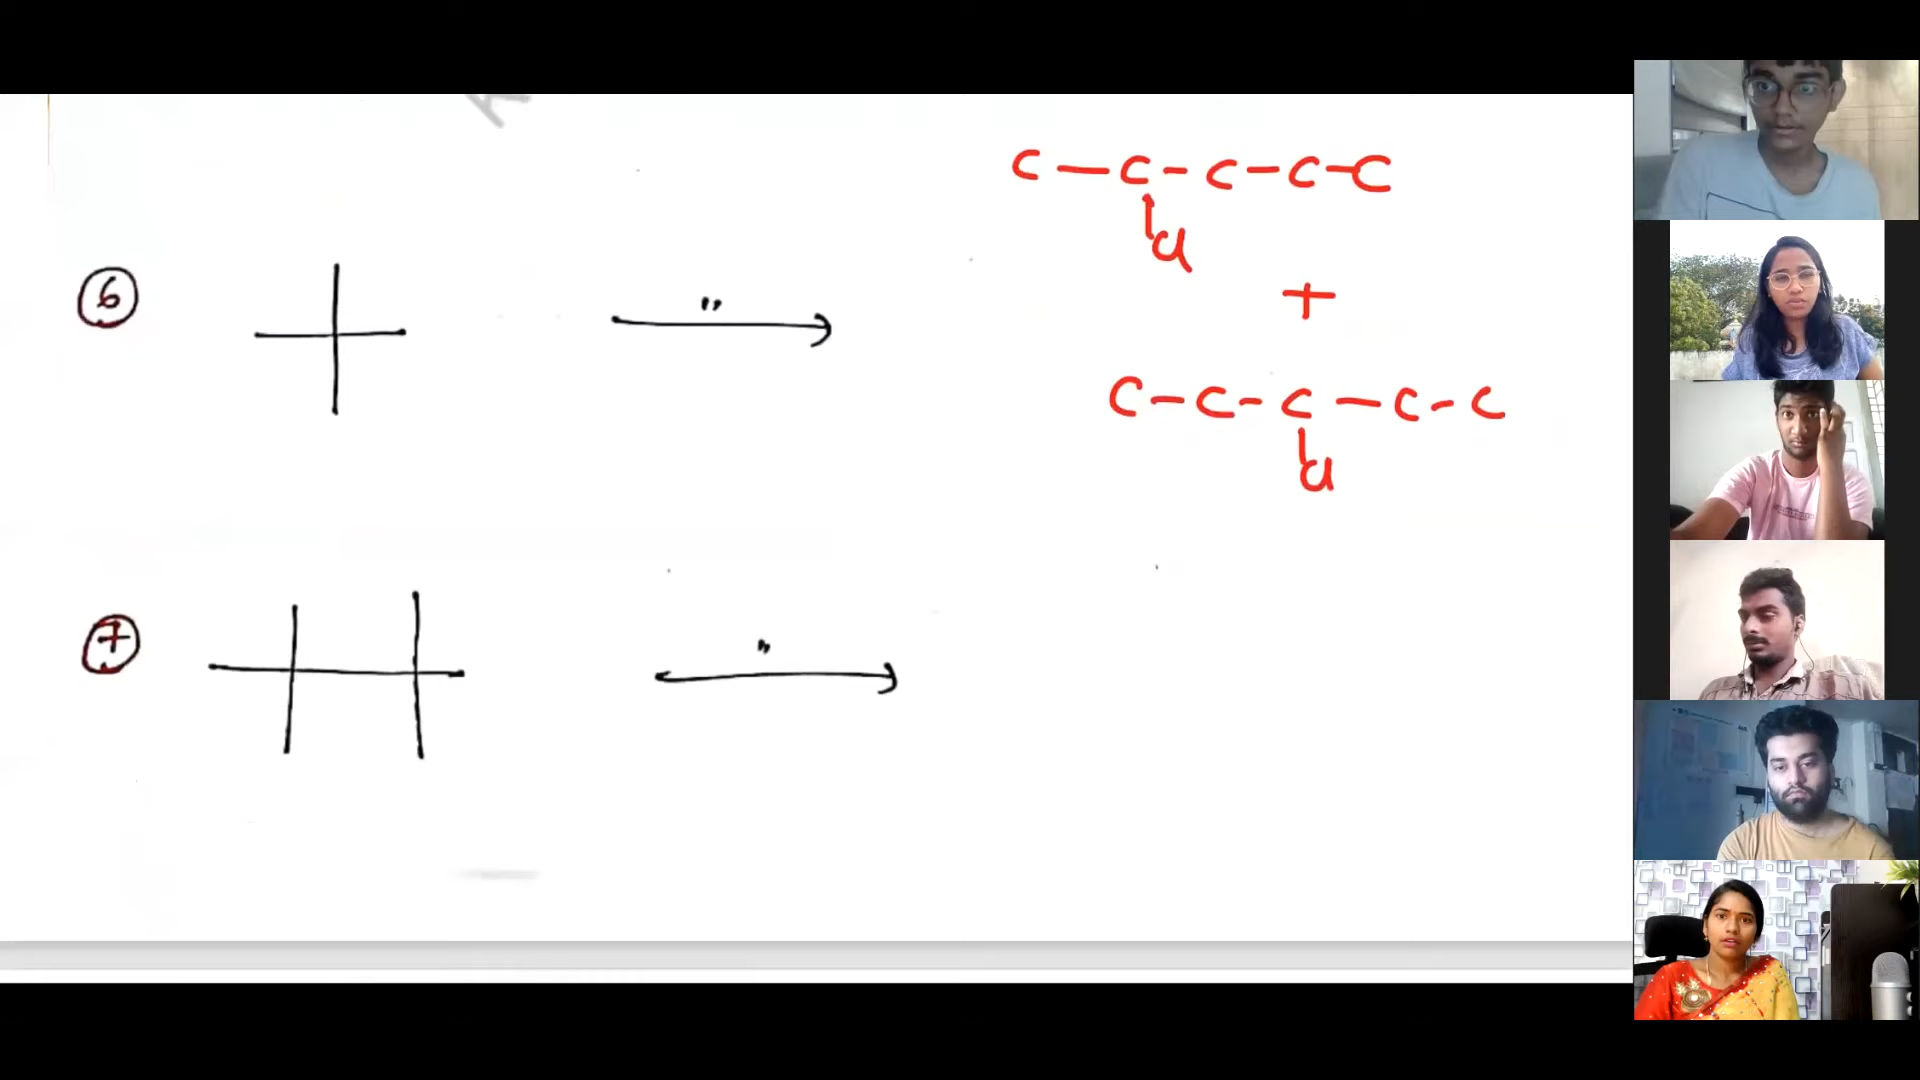 C — C - C - C - C
|
Cl
⑥ " →
+
C - C - C — C - C
|
Cl
⑦ " →